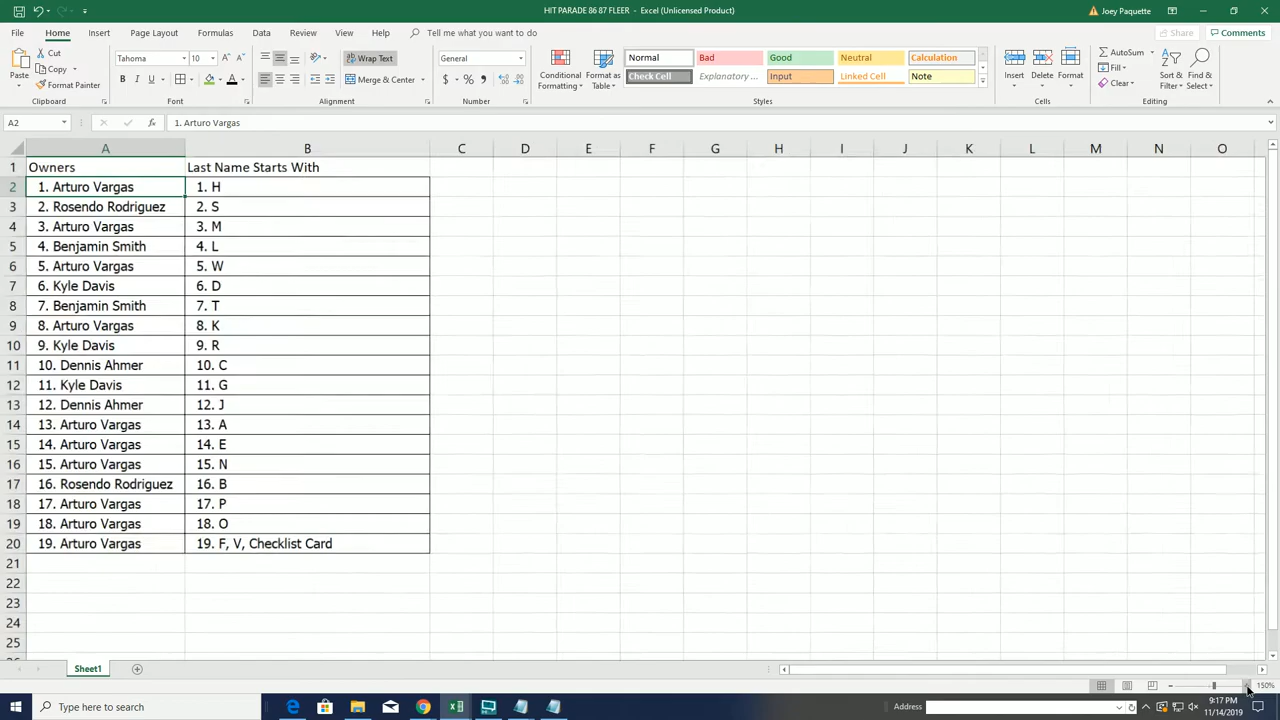 HIT PARADE 86 87 FLEER - Excel (Unlicensed Product)
Joey Paquette
File Home Insert Page Layout Formulas Data Review View Help Tell me what you want to do Share Comments
Paste Cut Copy Format Painter Clipboard
Tahoma 10 B I U A Font
Wrap Text Merge & Center Alignment
General $ % , Number
Conditional Formatting Format as Table
Normal Bad Good Neutral Calculation
Check Cell Explanatory ... Input Linked Cell Note
Styles
Insert Delete Format Cells
AutoSum Fill Clear Sort & Filter Find & Select Editing
A2 fx 1. Arturo Vargas
A B C D E F G H I J K L M N O
1 Owners Last Name Starts With
2 1. Arturo Vargas 1. H
3 2. Rosendo Rodriguez 2. S
4 3. Arturo Vargas 3. M
5 4. Benjamin Smith 4. L
6 5. Arturo Vargas 5. W
7 6. Kyle Davis 6. D
8 7. Benjamin Smith 7. T
9 8. Arturo Vargas 8. K
10 9. Kyle Davis 9. R
11 10. Dennis Ahmer 10. C
12 11. Kyle Davis 11. G
13 12. Dennis Ahmer 12. J
14 13. Arturo Vargas 13. A
15 14. Arturo Vargas 14. E
16 15. Arturo Vargas 15. N
17 16. Rosendo Rodriguez 16. B
18 17. Arturo Vargas 17. P
19 18. Arturo Vargas 18. O
20 19. Arturo Vargas 19. F, V, Checklist Card
21
22
23
24
25
Sheet1
150%
Type here to search
Address
9:17 PM
11/14/2019